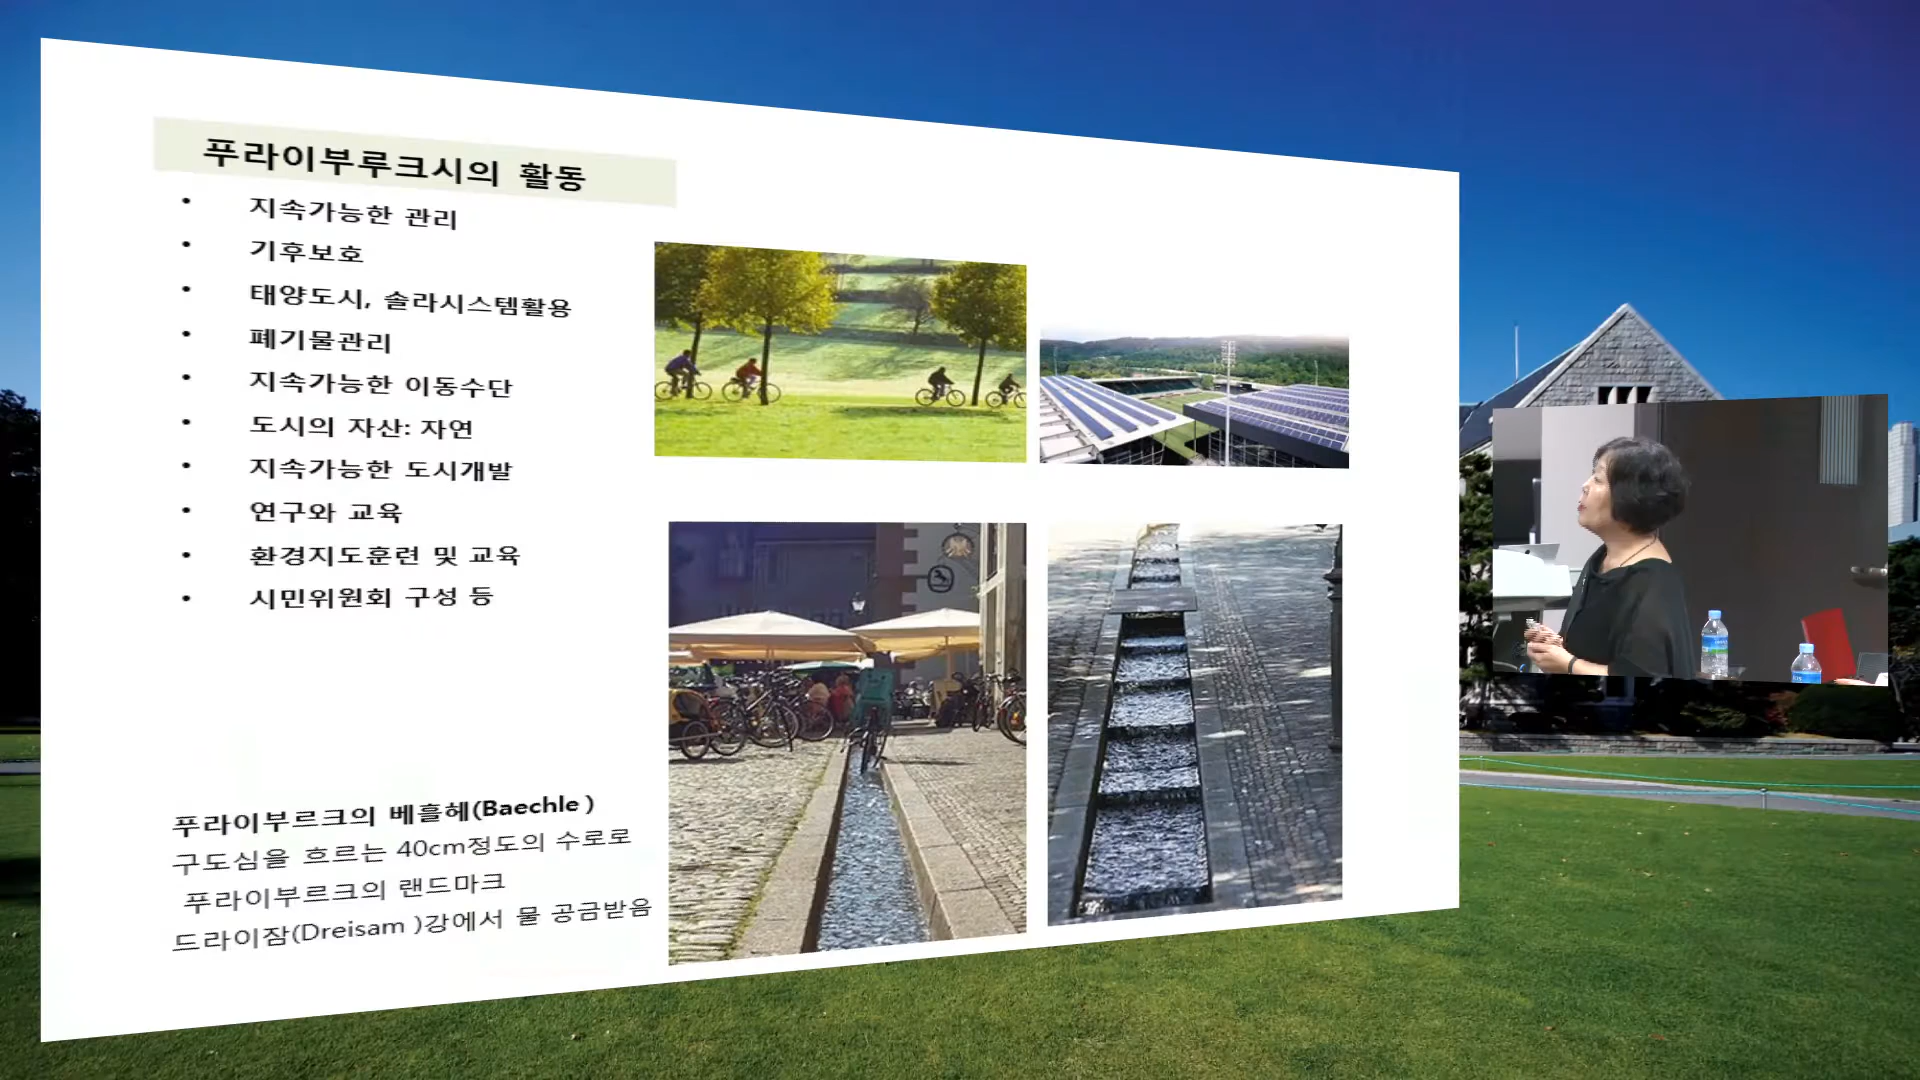 푸라이부루크시의 활동
• 지속가능한 관리
• 기후보호
• 태양도시, 솔라시스템활용
• 폐기물관리
• 지속가능한 이동수단
• 도시의 자산: 자연
• 지속가능한 도시개발
• 연구와 교육
• 환경지도훈련 및 교육
• 시민위원회 구성 등
푸라이부르크의 베흘헤(Baechle )
구도심을 흐르는 40cm정도의 수로로
푸라이부르크의 랜드마크
드라이잠(Dreisam )강에서 물 공급받음